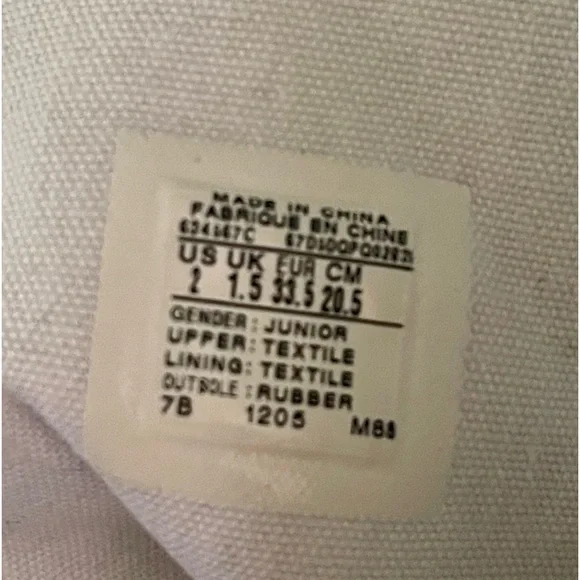 MADE IN CHINA
FABRIQUE EN CHINE
US UK EUR CM
2 1.5 33.5 20.5
GENDER: JUNIOR
UPPER: TEXTILE
LINING: TEXTILE
OUTSOLE: RUBBER
7B 1205 M88